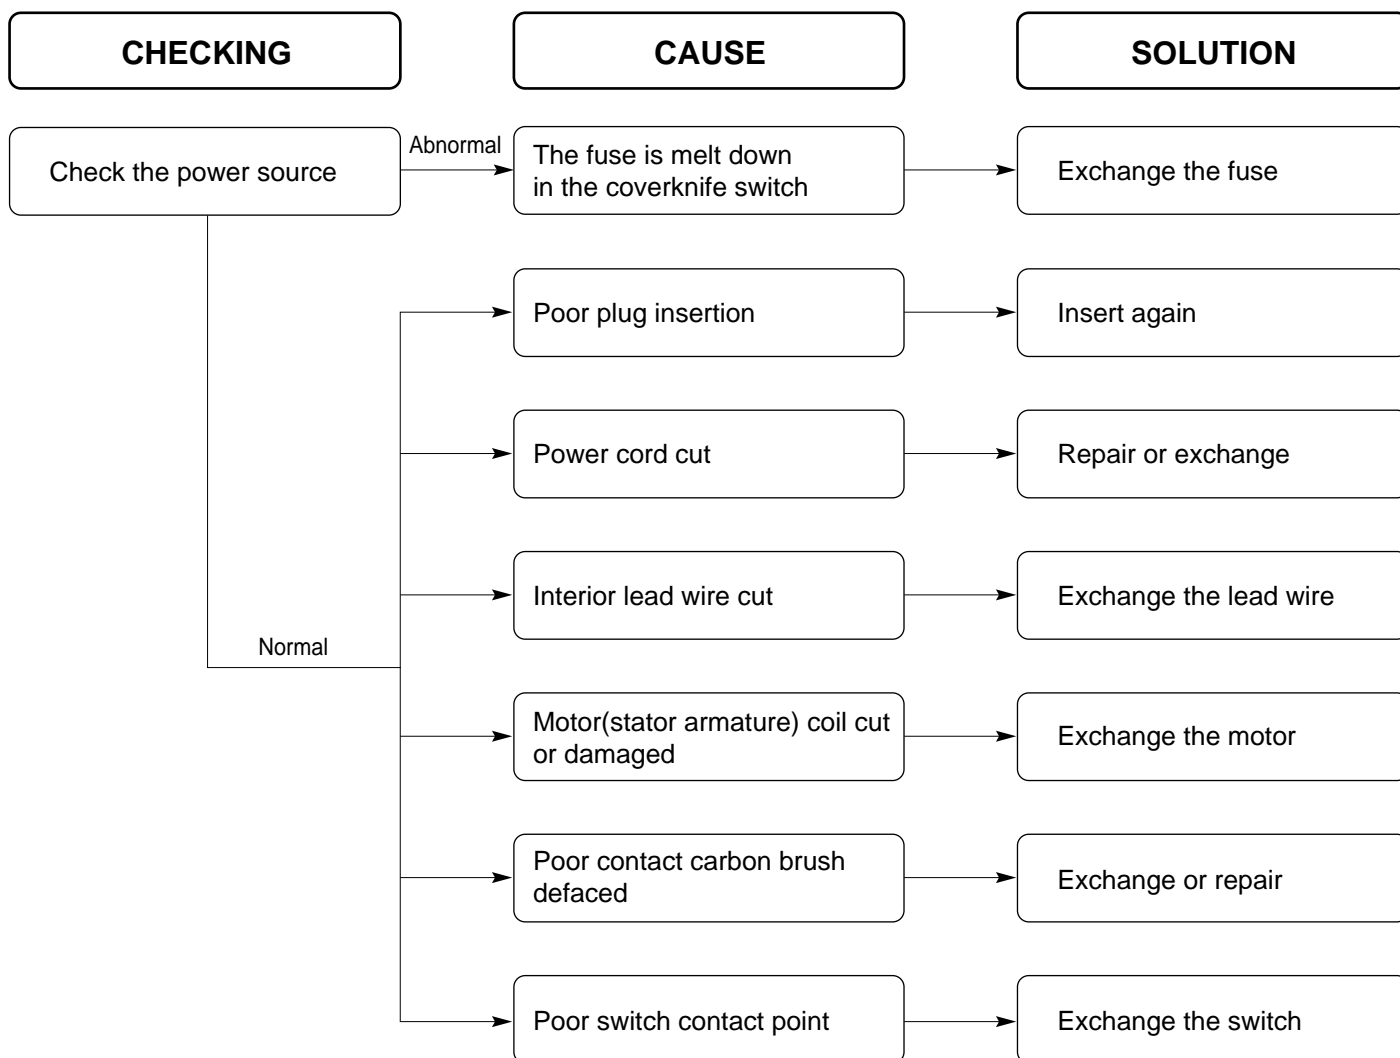 CHECKING
CAUSE
SOLUTION
Check the power source
Abnormal
The fuse is melt down
in the coverknife switch
Exchange the fuse
Poor plug insertion
Insert again
Power cord cut
Repair or exchange
Interior lead wire cut
Exchange the lead wire
Normal
Motor(stator armature) coil cut
or damaged
Exchange the motor
Poor contact carbon brush
defaced
Exchange or repair
Poor switch contact point
Exchange the switch